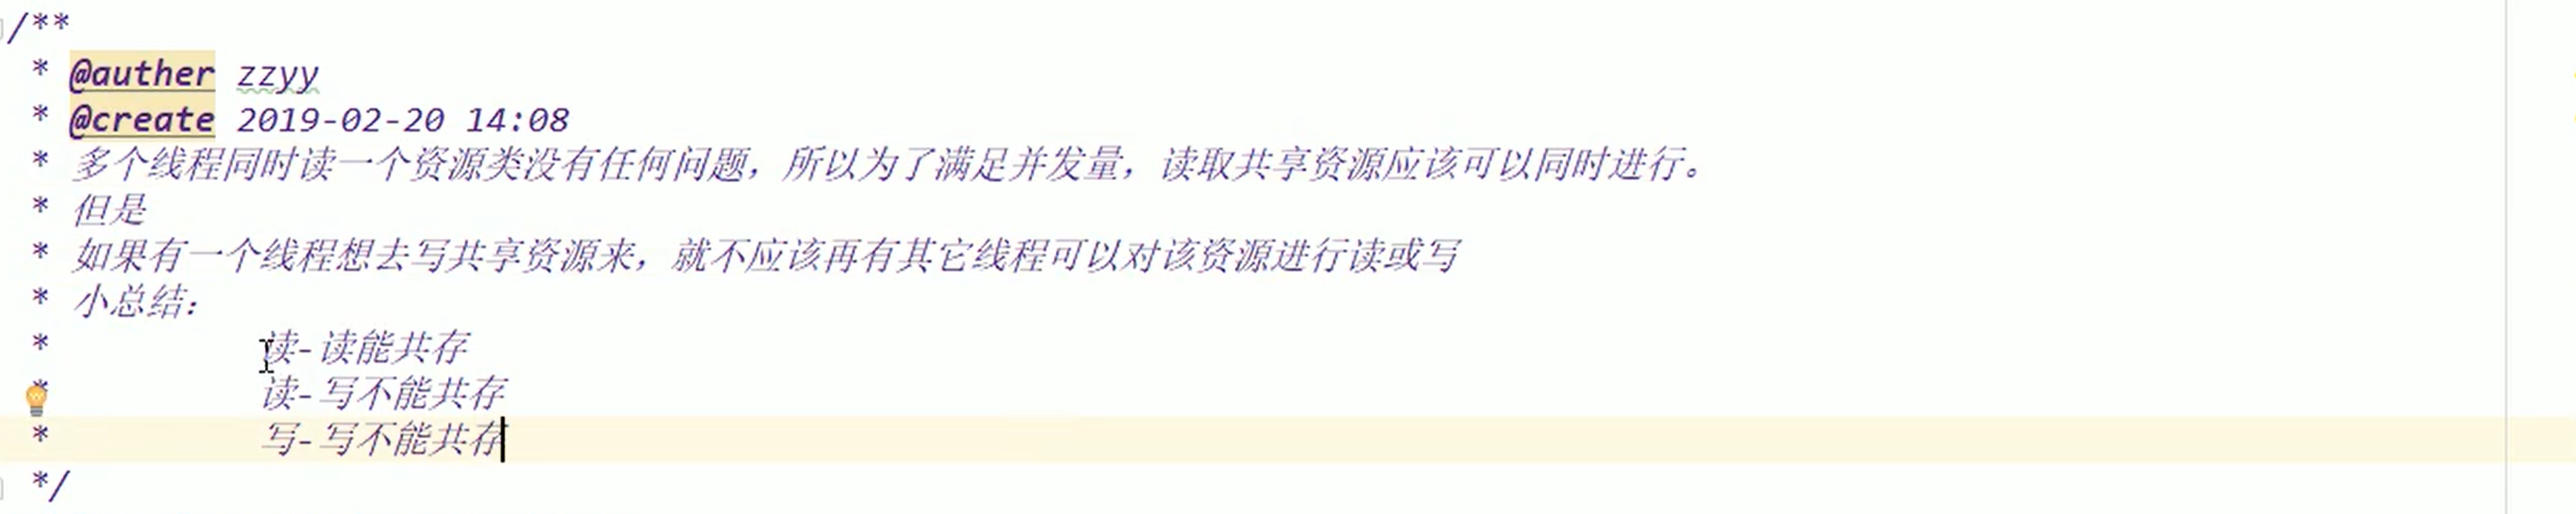 /**
* @auther zzyy
* @create 2019-02-20 14:08
* 多个线程同时读一个资源类没有任何问题，所以为了满足并发量，读取共享资源应该可以同时进行。
* 但是
* 如果有一个线程想去写共享资源来，就不应该再有其它线程可以对该资源进行读或写
* 小总结：
* 读-读能共存
* 读-写不能共存
* 写-写不能共存
*/